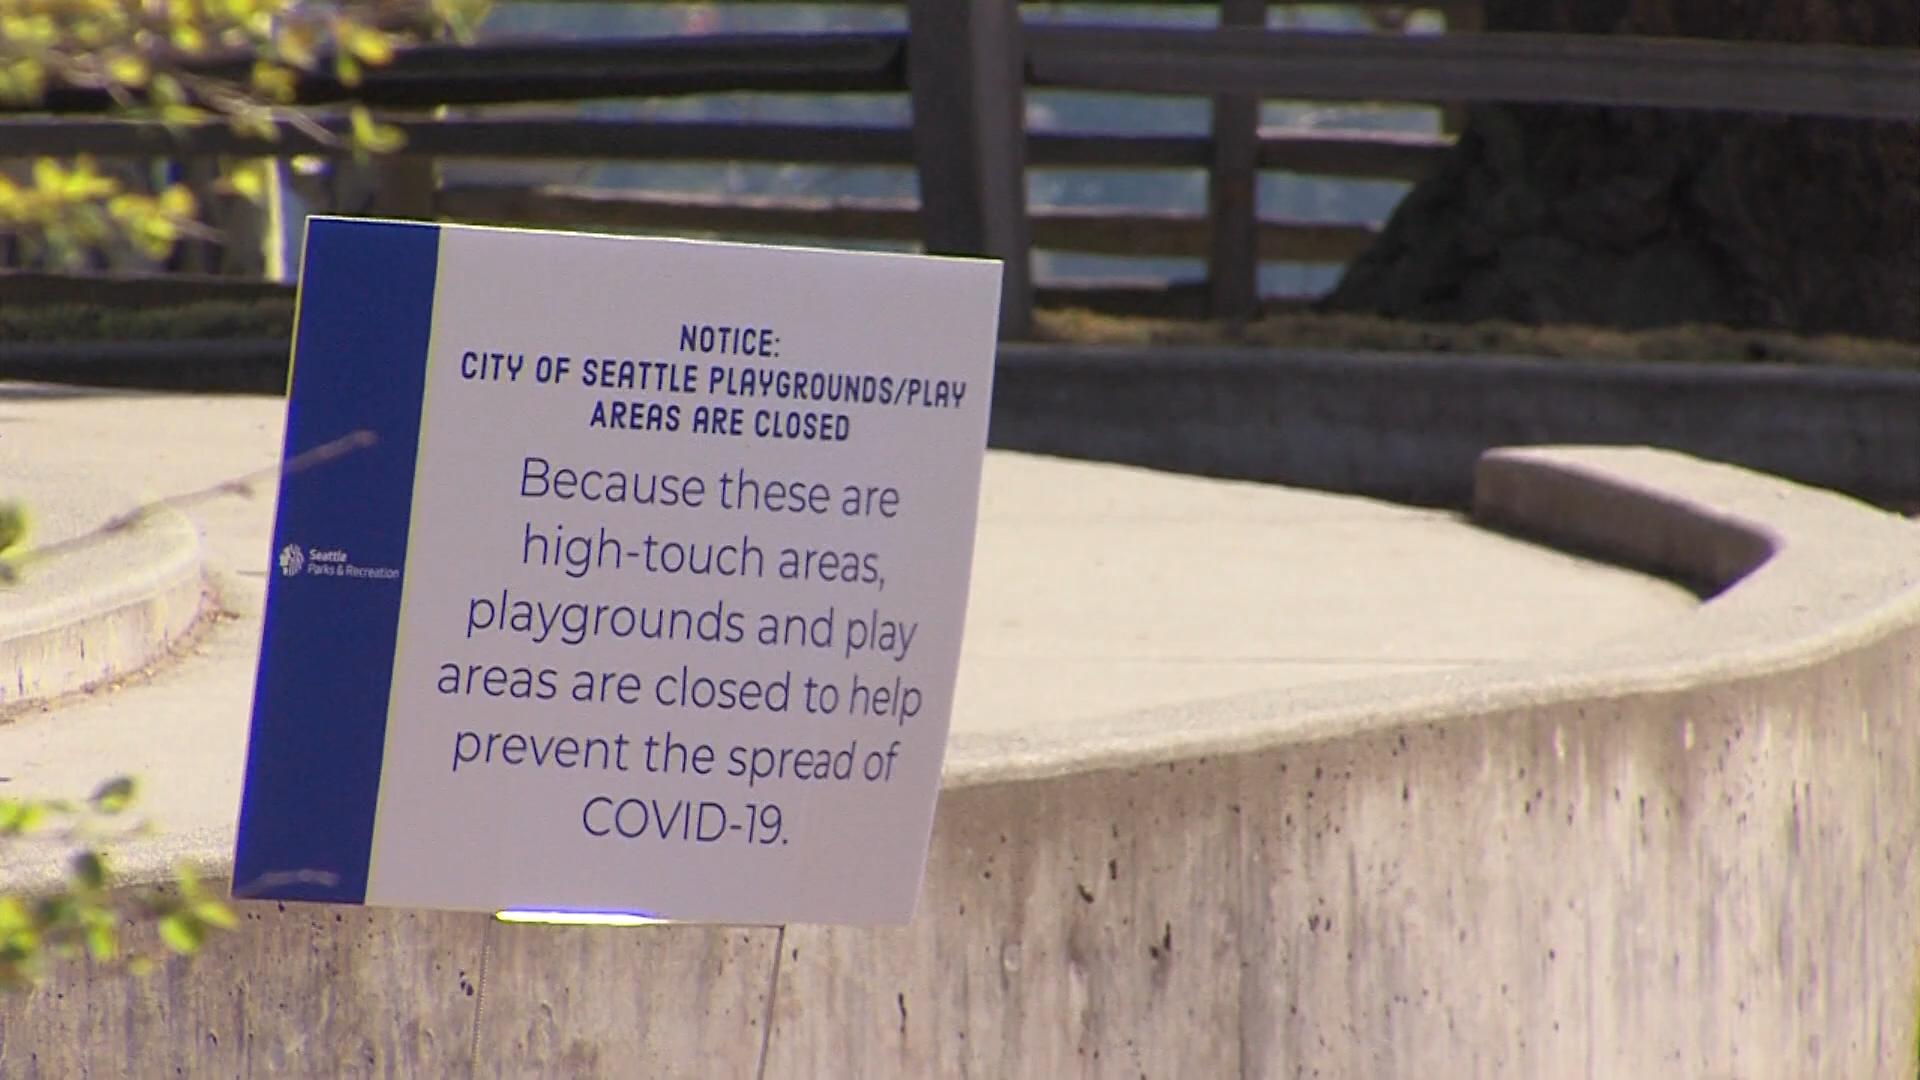 NOTICE:
CITY OF SEATTLE PLAYGROUNDS/PLAY
AREAS ARE CLOSED
Because these are
high-touch areas,
playgrounds and play
areas are closed to help
prevent the spread of
COVID-19.
Seattle
Parks & Recreation